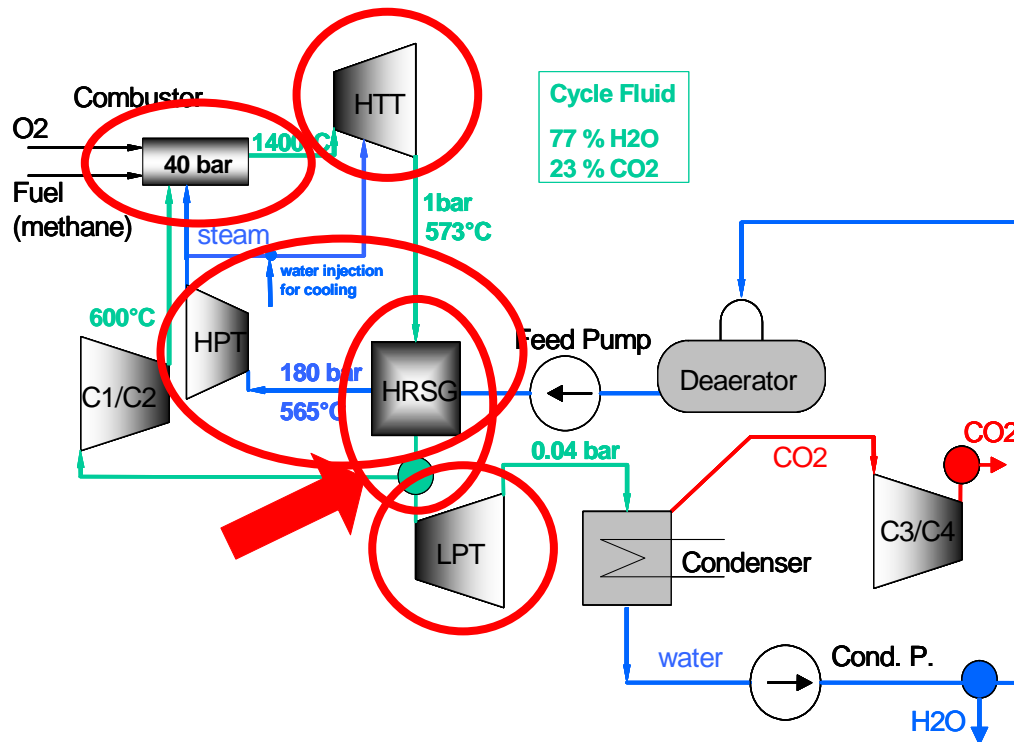 Combustor
O2
Fuel
(methane)
40 bar
1400°C
HTT
Cycle Fluid
77 % H2O
23 % CO2
1bar
573°C
steam
water injection
for cooling
600°C
HPT
C1/C2
180 bar
565°C
HRSG
Feed Pump
Deaerator
0.04 bar
LPT
CO2
CO2
C3/C4
Condenser
water
Cond. P.
H2O